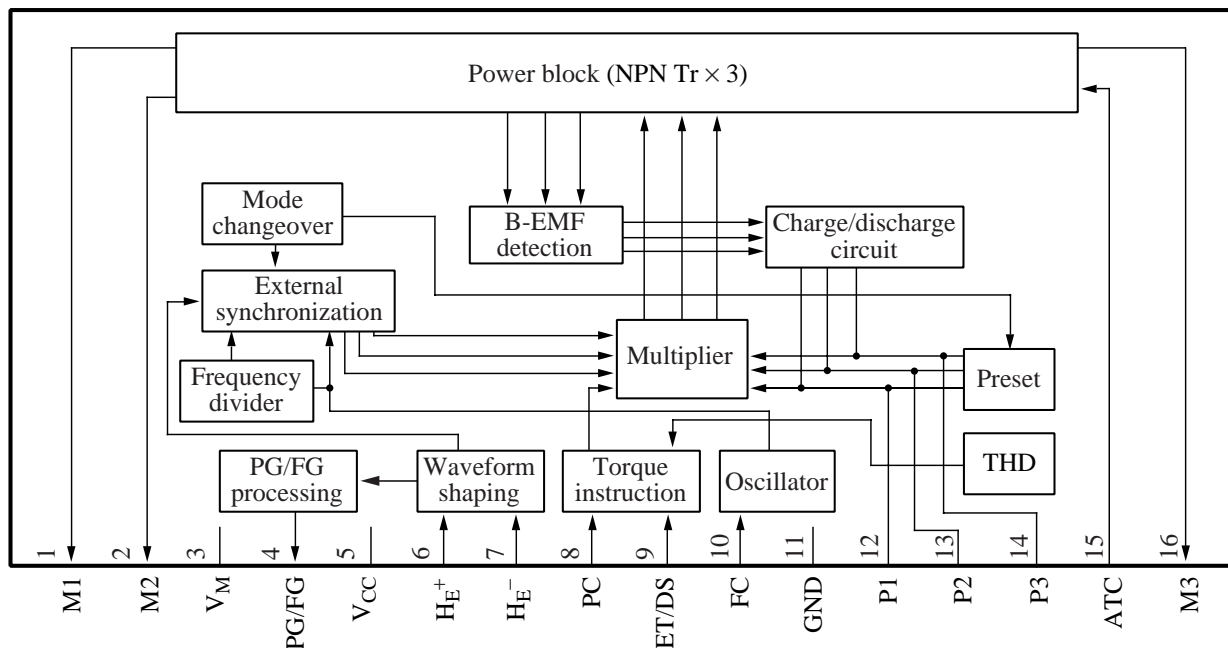 Power block (NPN Tr × 3)
Mode
changeover
B-EMF
detection
Charge/discharge
circuit
External
synchronization
Multiplier
Frequency
divider
Preset
PG/FG
processing
Waveform
shaping
Torque
instruction
Oscillator
THD
1
2
3
4
5
6
7
8
9
10
11
12
13
14
15
16
M1
M2
VM
PG/FG
VCC
HE+
HE−
PC
ET/DS
FC
GND
P1
P2
P3
ATC
M3